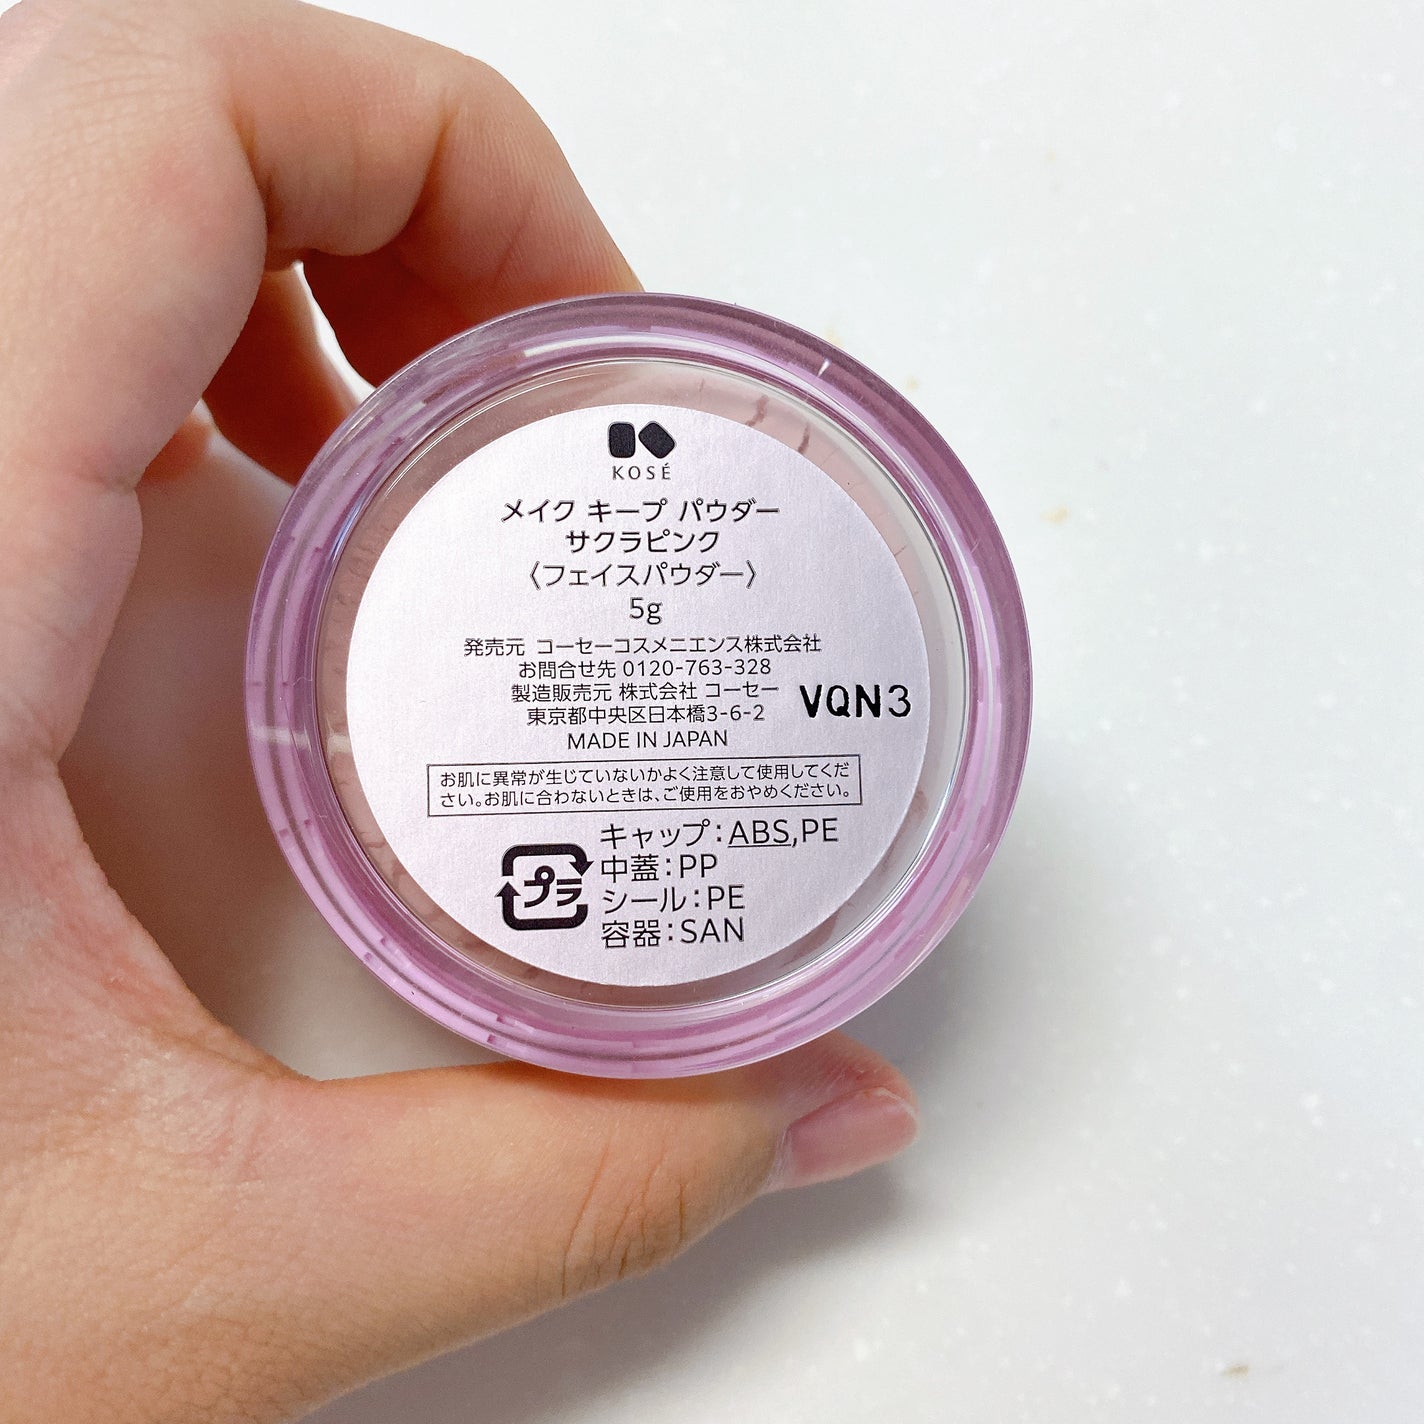 KOSÉ
メイク キープ パウダー
サクラピンク
〈フェイスパウダー〉
5g
発売元 コーセーコスメニエンス株式会社
お問合せ先 0120-763-328
製造販売元 株式会社 コーセー
東京都中央区日本橋3-6-2
VQN3
MADE IN JAPAN
お肌に異常が生じていないかよく注意して使用してくだ
さい。お肌に合わないときは、ご使用をおやめください。
プラ
キャップ：ABS,PE
中蓋：PP
シール：PE
容器：SAN